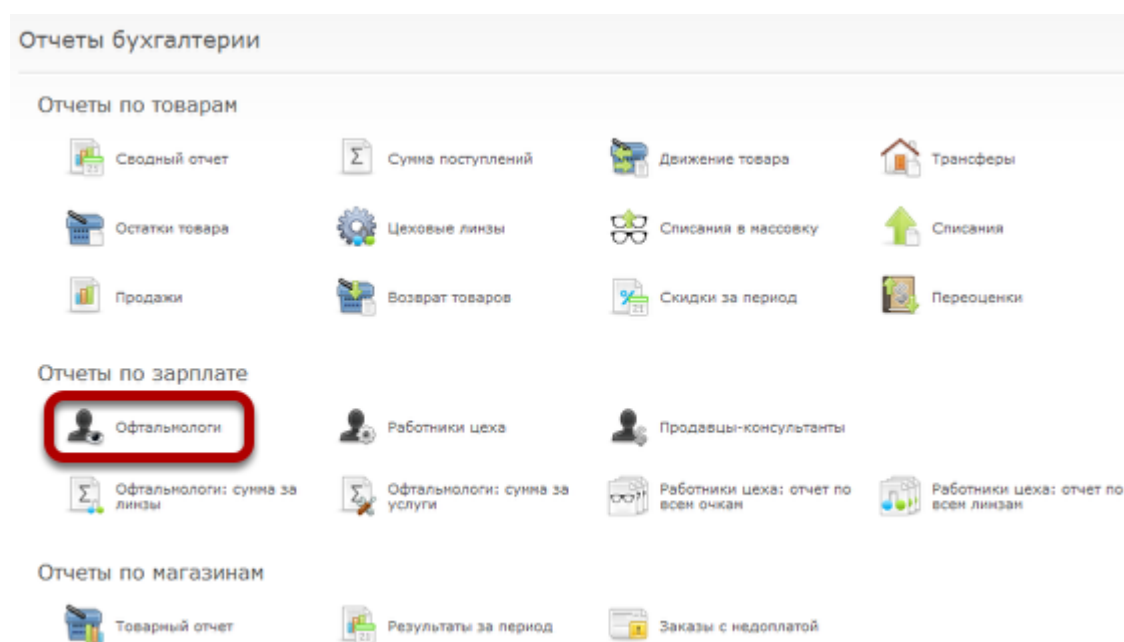 Отчеты бухгалтерии
Отчеты по товарам
Сводный отчет
Сумма поступлений
Движение товара
Трансферы
Остатки товара
Цеховые линзы
Списания в массовку
Списания
Продажи
Возврат товаров
Скидки за период
Переоценки
Отчеты по зарплате
Офтальмологи
Работники цеха
Продавцы-консультанты
Офтальмологи: сумма за
линзы
Офтальмологи: сумма за
услуги
Работники цеха: отчет по
всем очкам
Работники цеха: отчет по
всем линзам
Отчеты по магазинам
Товарный отчет
Результаты за период
Заказы с недоплатой